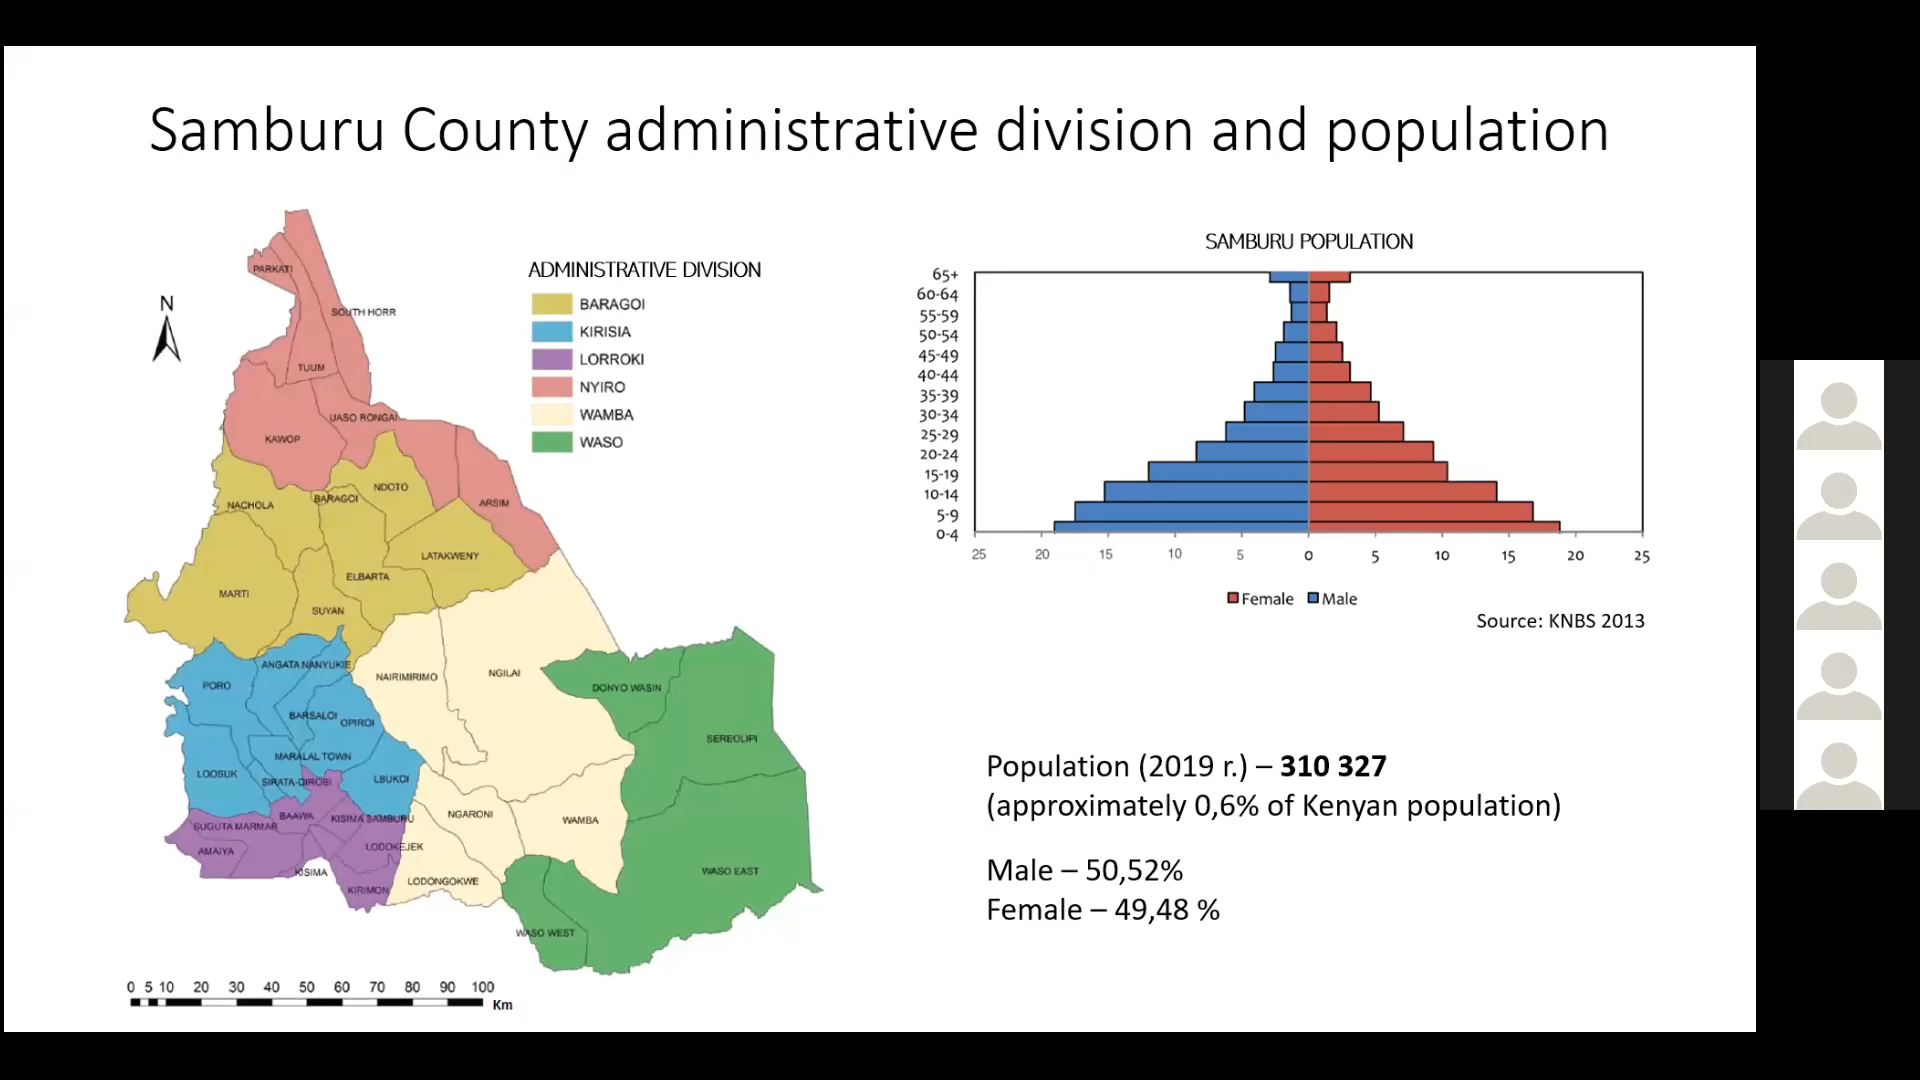 Samburu County administrative division and population
N
PARKATI
SOUTH HORR
TUUM
UASO RONGAI
KAWOP
NDOTO
BARAGOI
NACHOLA
ARSIM
LATAKWENY
ELBARTA
MARTI
SUYAN
ANGATA NANYUKIE
PORO
NAIRIMIRIMO
NGILAI
DONYO WASIN
BARSALOI
OPIROI
SEREOLIPI
MARALAL TOWN
LOOSUK
SIRATA-OIROBI
LBUKOI
BAAWA
KISIMA SAMBURU
NGARONI
WAMBA
SUGUTA MARMAR
AMAIYA
LODOKEJEK
KISIMA
WASO EAST
LODONGOKWE
KIRIMON
WASO WEST
0 5 10 20 30 40 50 60 70 80 90 100
Km
ADMINISTRATIVE DIVISION
BARAGOI
KIRISIA
LORROKI
NYIRO
WAMBA
WASO
SAMBURU POPULATION
65+
60-64
55-59
50-54
45-49
40-44
35-39
30-34
25-29
20-24
15-19
10-14
5-9
0-4
25 20 15 10 5 0 5 10 15 20 25
Female Male
Source: KNBS 2013
Population (2019 r.) – 310 327
(approximately 0,6% of Kenyan population)
Male – 50,52%
Female – 49,48 %